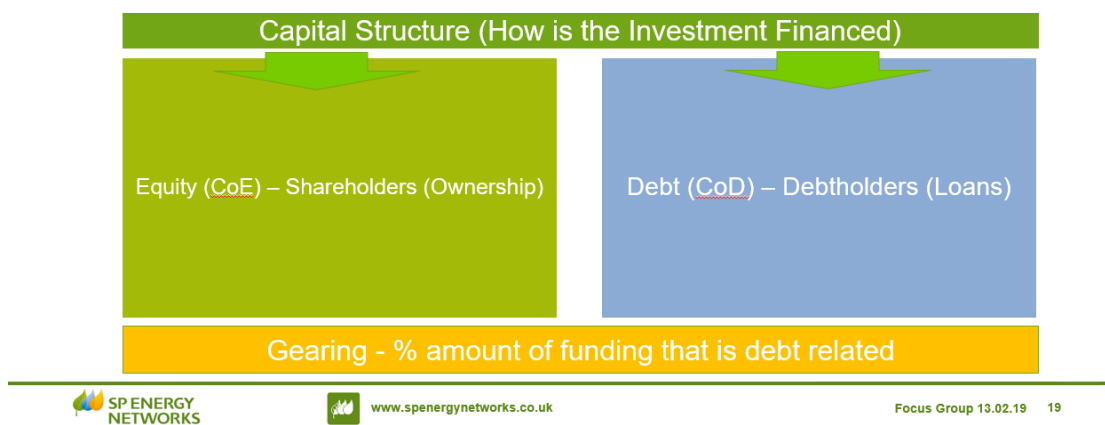 Capital Structure (How is the Investment Financed)
Equity (CoE) – Shareholders (Ownership)
Debt (CoD) – Debtholders (Loans)
Gearing - % amount of funding that is debt related
SP ENERGY
NETWORKS
www.spenergynetworks.co.uk
Focus Group 13.02.19 19